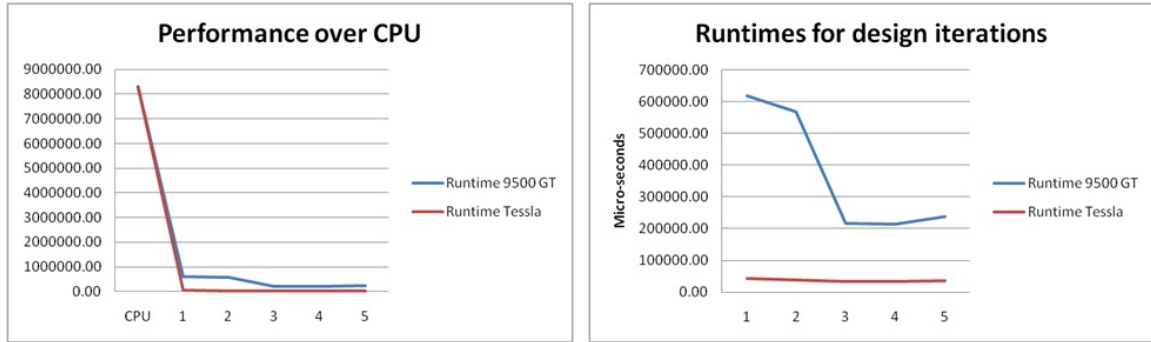 Performance over CPU
9000000.00
8000000.00
7000000.00
6000000.00
5000000.00
4000000.00
3000000.00
2000000.00
1000000.00
0.00
CPU 1 2 3 4 5
Runtime 9500 GT
Runtime Tessla
Runtimes for design iterations
Micro-seconds
700000.00
600000.00
500000.00
400000.00
300000.00
200000.00
100000.00
0.00
1 2 3 4 5
Runtime 9500 GT
Runtime Tessla